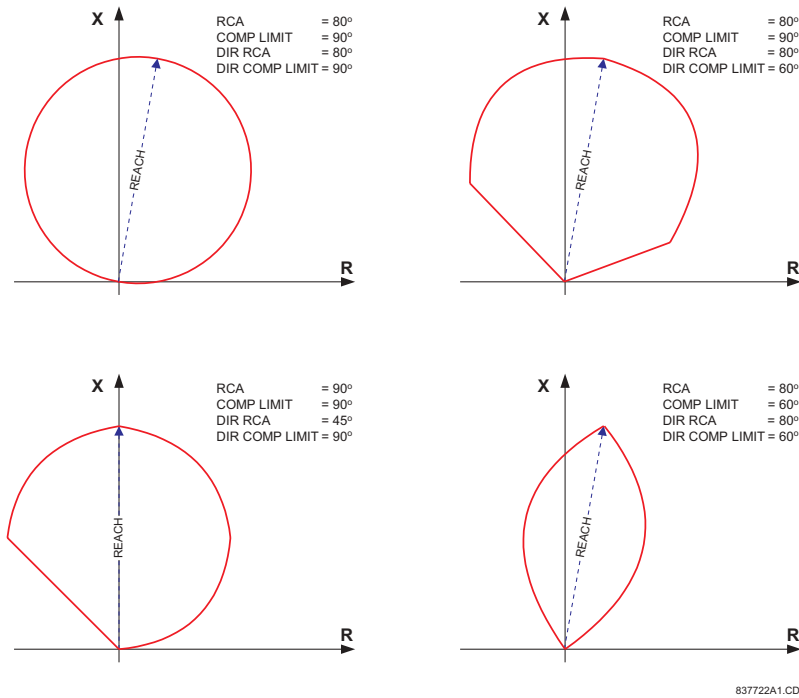 X
RCA = 80º
COMP LIMIT = 90º
DIR RCA = 80º
DIR COMP LIMIT = 90º
REACH
R
X
RCA = 80º
COMP LIMIT = 90º
DIR RCA = 80º
DIR COMP LIMIT = 60º
REACH
R
X
RCA = 90º
COMP LIMIT = 90º
DIR RCA = 45º
DIR COMP LIMIT = 90º
REACH
R
X
RCA = 80º
COMP LIMIT = 60º
DIR RCA = 80º
DIR COMP LIMIT = 60º
REACH
R
837722A1.CD